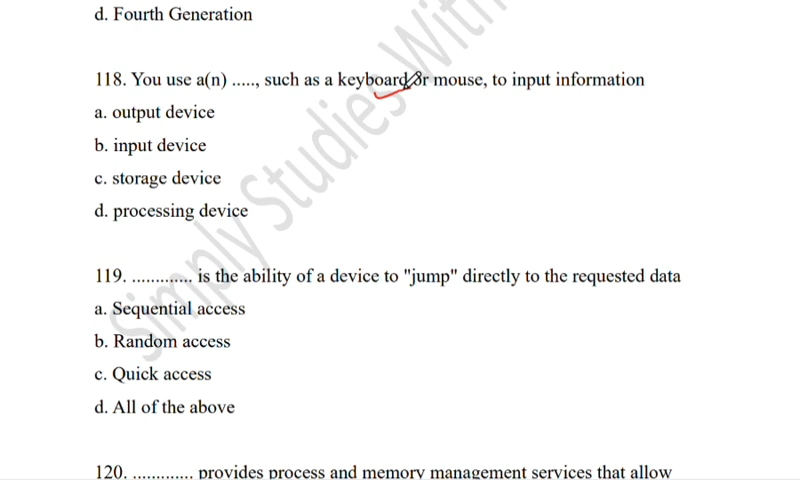 d. Fourth Generation
118. You use a(n) ....., such as a keyboard or mouse, to input information
a. output device
b. input device
c. storage device
d. processing device
119. ............. is the ability of a device to "jump" directly to the requested data
a. Sequential access
b. Random access
c. Quick access
d. All of the above
120. ............. provides process and memory management services that allow
Simply Studies With